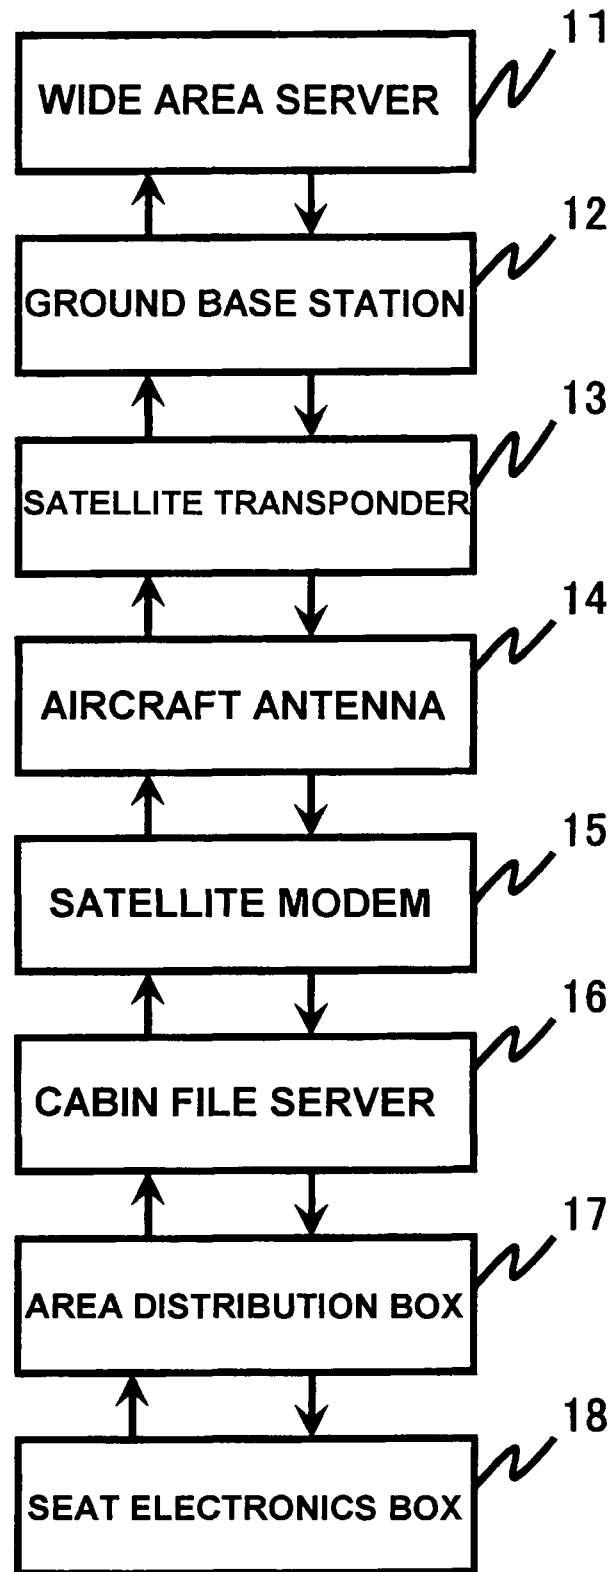 11
WIDE AREA SERVER
12
GROUND BASE STATION
13
SATELLITE TRANSPONDER
14
AIRCRAFT ANTENNA
15
SATELLITE MODEM
16
CABIN FILE SERVER
17
AREA DISTRIBUTION BOX
18
SEAT ELECTRONICS BOX